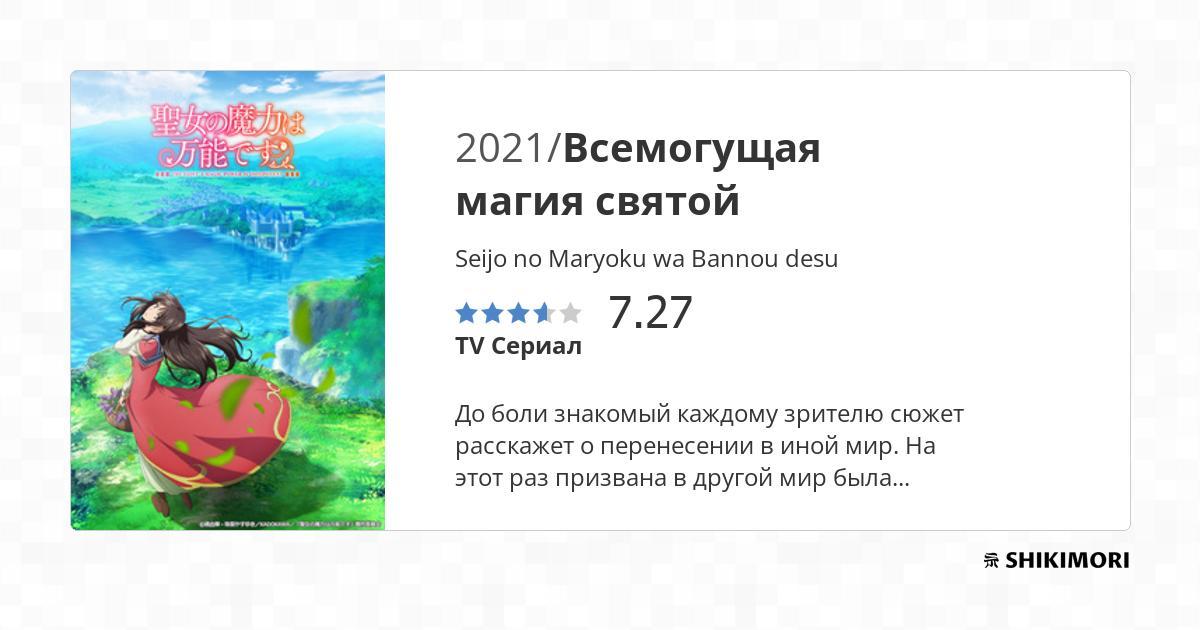 聖女の魔力は
万能です
2021/Всемогущая
магия святой
Seijo no Maryoku wa Bannou desu
7.27
TV Сериал
До боли знакомый каждому зрителю сюжет
расскажет о перенесении в иной мир. На
этот раз призвана в другой мир была...
SHIKIMORI